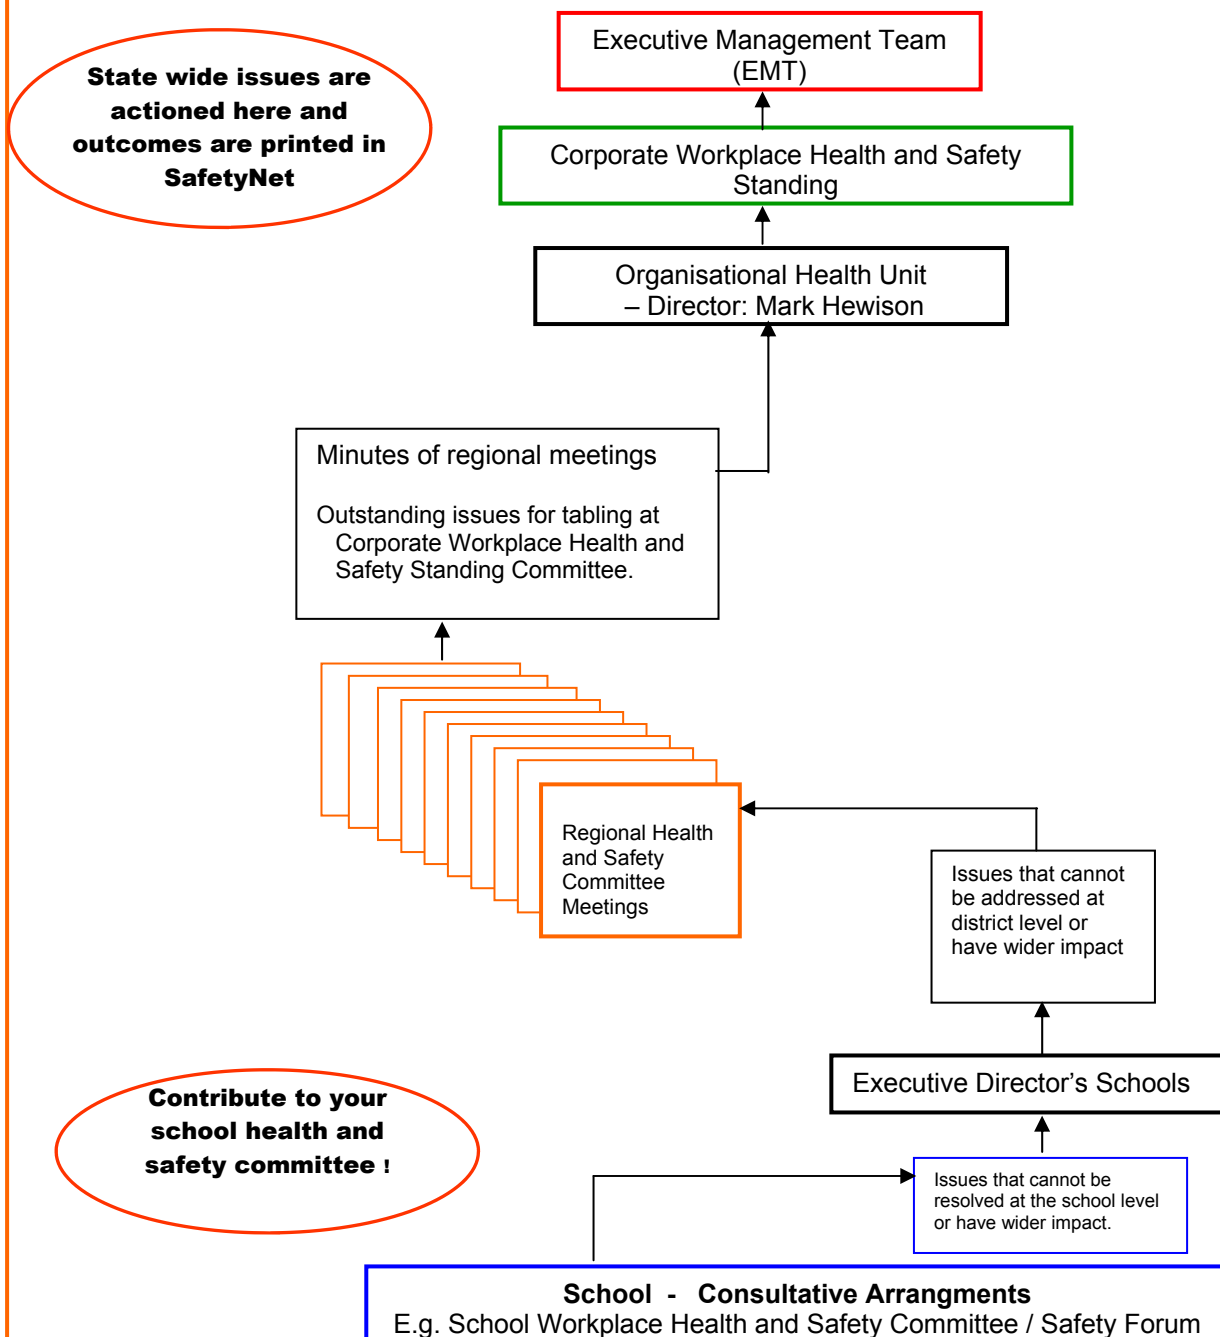 Executive Management Team
(EMT)
State wide issues are
actioned here and
outcomes are printed in
SafetyNet
Corporate Workplace Health and Safety
Standing
Organisational Health Unit
– Director: Mark Hewison
Minutes of regional meetings
Outstanding issues for tabling at
Corporate Workplace Health and
Safety Standing Committee.
Regional Health
and Safety
Committee
Meetings
Issues that cannot
be addressed at
district level or
have wider impact
Executive Director's Schools
Contribute to your
school health and
safety committee !
Issues that cannot be
resolved at the school level
or have wider impact.
School - Consultative Arrangments
E.g. School Workplace Health and Safety Committee / Safety Forum